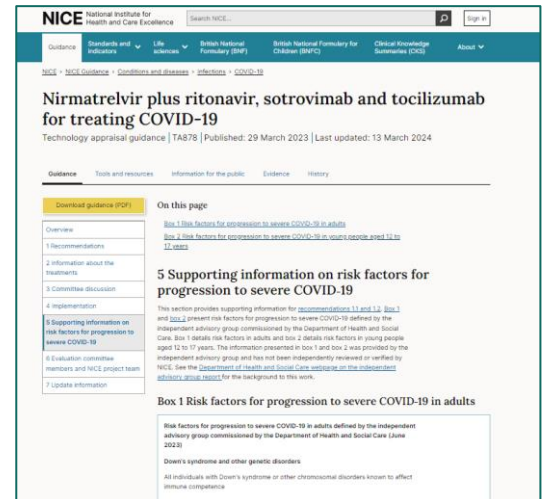 NICE National Institute for
Health and Care Excellence
Search NICE...
Sign in
Guidance
Standards and
indicators
Life
sciences
British National
Formulary (BNF)
British National Formulary for
Children (BNFC)
Clinical Knowledge
Summaries (CKS)
About
NICE > NICE Guidance > Conditions and diseases > Infections > COVID-19
Nirmatrelvir plus ritonavir, sotrovimab and tocilizumab
for treating COVID-19
Technology appraisal guidance | TA878 | Published: 29 March 2023 | Last updated: 13 March 2024
Guidance Tools and resources Information for the public Evidence History
Download guidance (PDF)
Overview
1 Recommendations
2 Information about the
treatments
3 Committee discussion
4 Implementation
5 Supporting information on
risk factors for progression to
severe COVID-19
6 Evaluation committee
members and NICE project team
7 Update information
On this page
Box 1 Risk factors for progression to severe COVID-19 in adults
Box 2 Risk factors for progression to severe COVID-19 in young people aged 12 to
17 years
5 Supporting information on risk factors for
progression to severe COVID-19
This section provides supporting information for recommendations 1.1 and 1.2. Box 1
and box 2 present risk factors for progression to severe COVID-19 defined by the
independent advisory group commissioned by the Department of Health and Social
Care. Box 1 details risk factors in adults and box 2 details risk factors in young people
aged 12 to 17 years. The information presented in box 1 and box 2 was provided by the
independent advisory group and has not been independently reviewed or verified by
NICE. See the Department of Health and Social Care webpage on the independent
advisory group report for the background to this work.
Box 1 Risk factors for progression to severe COVID-19 in adults
Risk factors for progression to severe COVID-19 in adults defined by the independent
advisory group commissioned by the Department of Health and Social Care (June
2023)
Down's syndrome and other genetic disorders
All individuals with Down's syndrome or other chromosomal disorders known to affect
immune competence